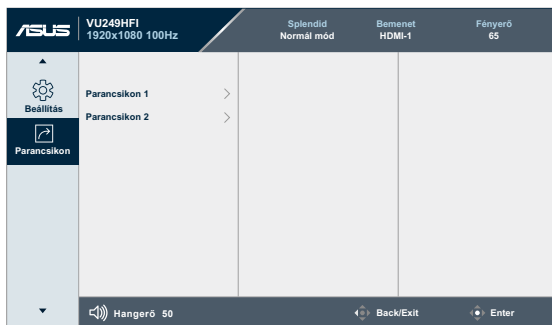 ASUS
VU249HFI
1920x1080 100Hz
Splendid
Normál mód
Bemenet
HDMI-1
Fényerő
65
Beállítás
Parancsikon
Parancsikon 1
Parancsikon 2
Hangerő 50
Back/Exit
Enter